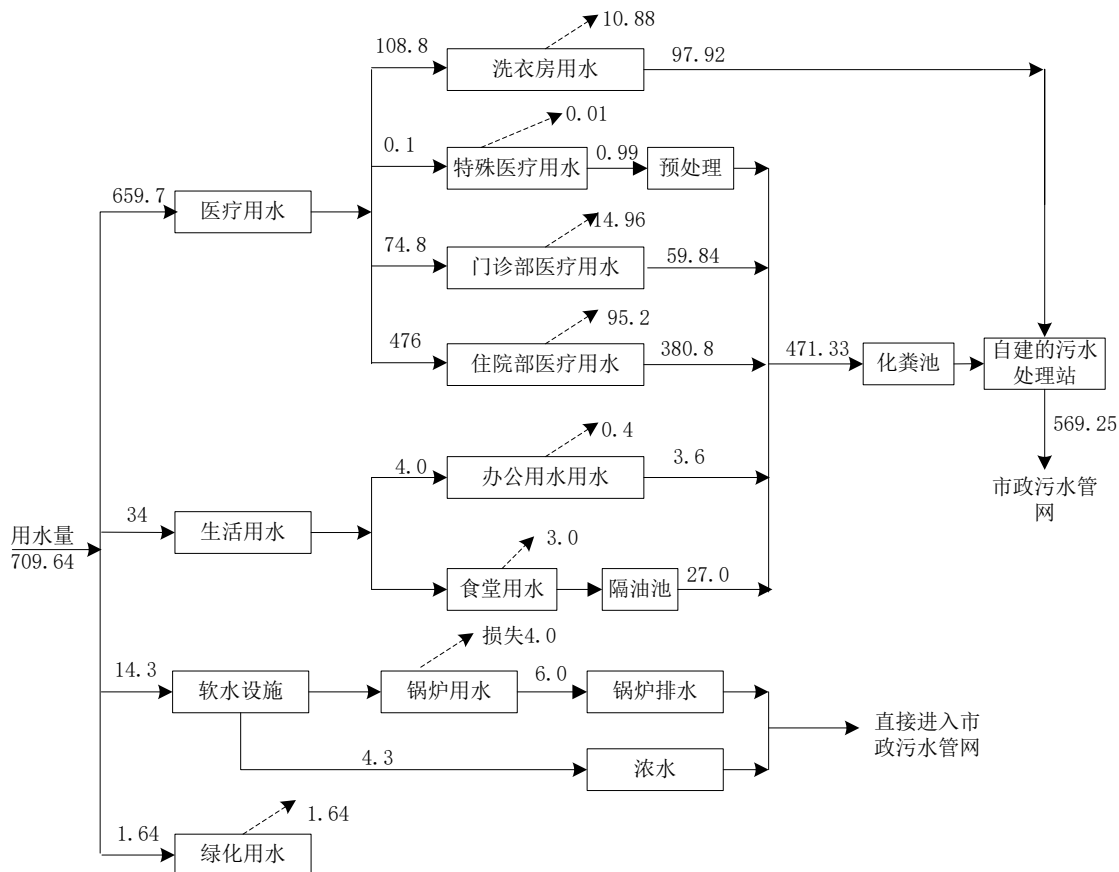 10.88
108.8
洗衣房用水
97.92
0.01
0.1
特殊医疗用水
0.99
预处理
659.7
医疗用水
14.96
74.8
门诊部医疗用水
59.84
95.2
476
住院部医疗用水
380.8
471.33
化粪池
自建的污水
处理站
569.25
市政污水管
网
0.4
4.0
办公用水用水
3.6
34
生活用水
用水量
709.64
3.0
食堂用水
隔油池
27.0
损失4.0
14.3
软水设施
锅炉用水
6.0
锅炉排水
直接进入市
政污水管网
4.3
浓水
1.64
1.64
绿化用水